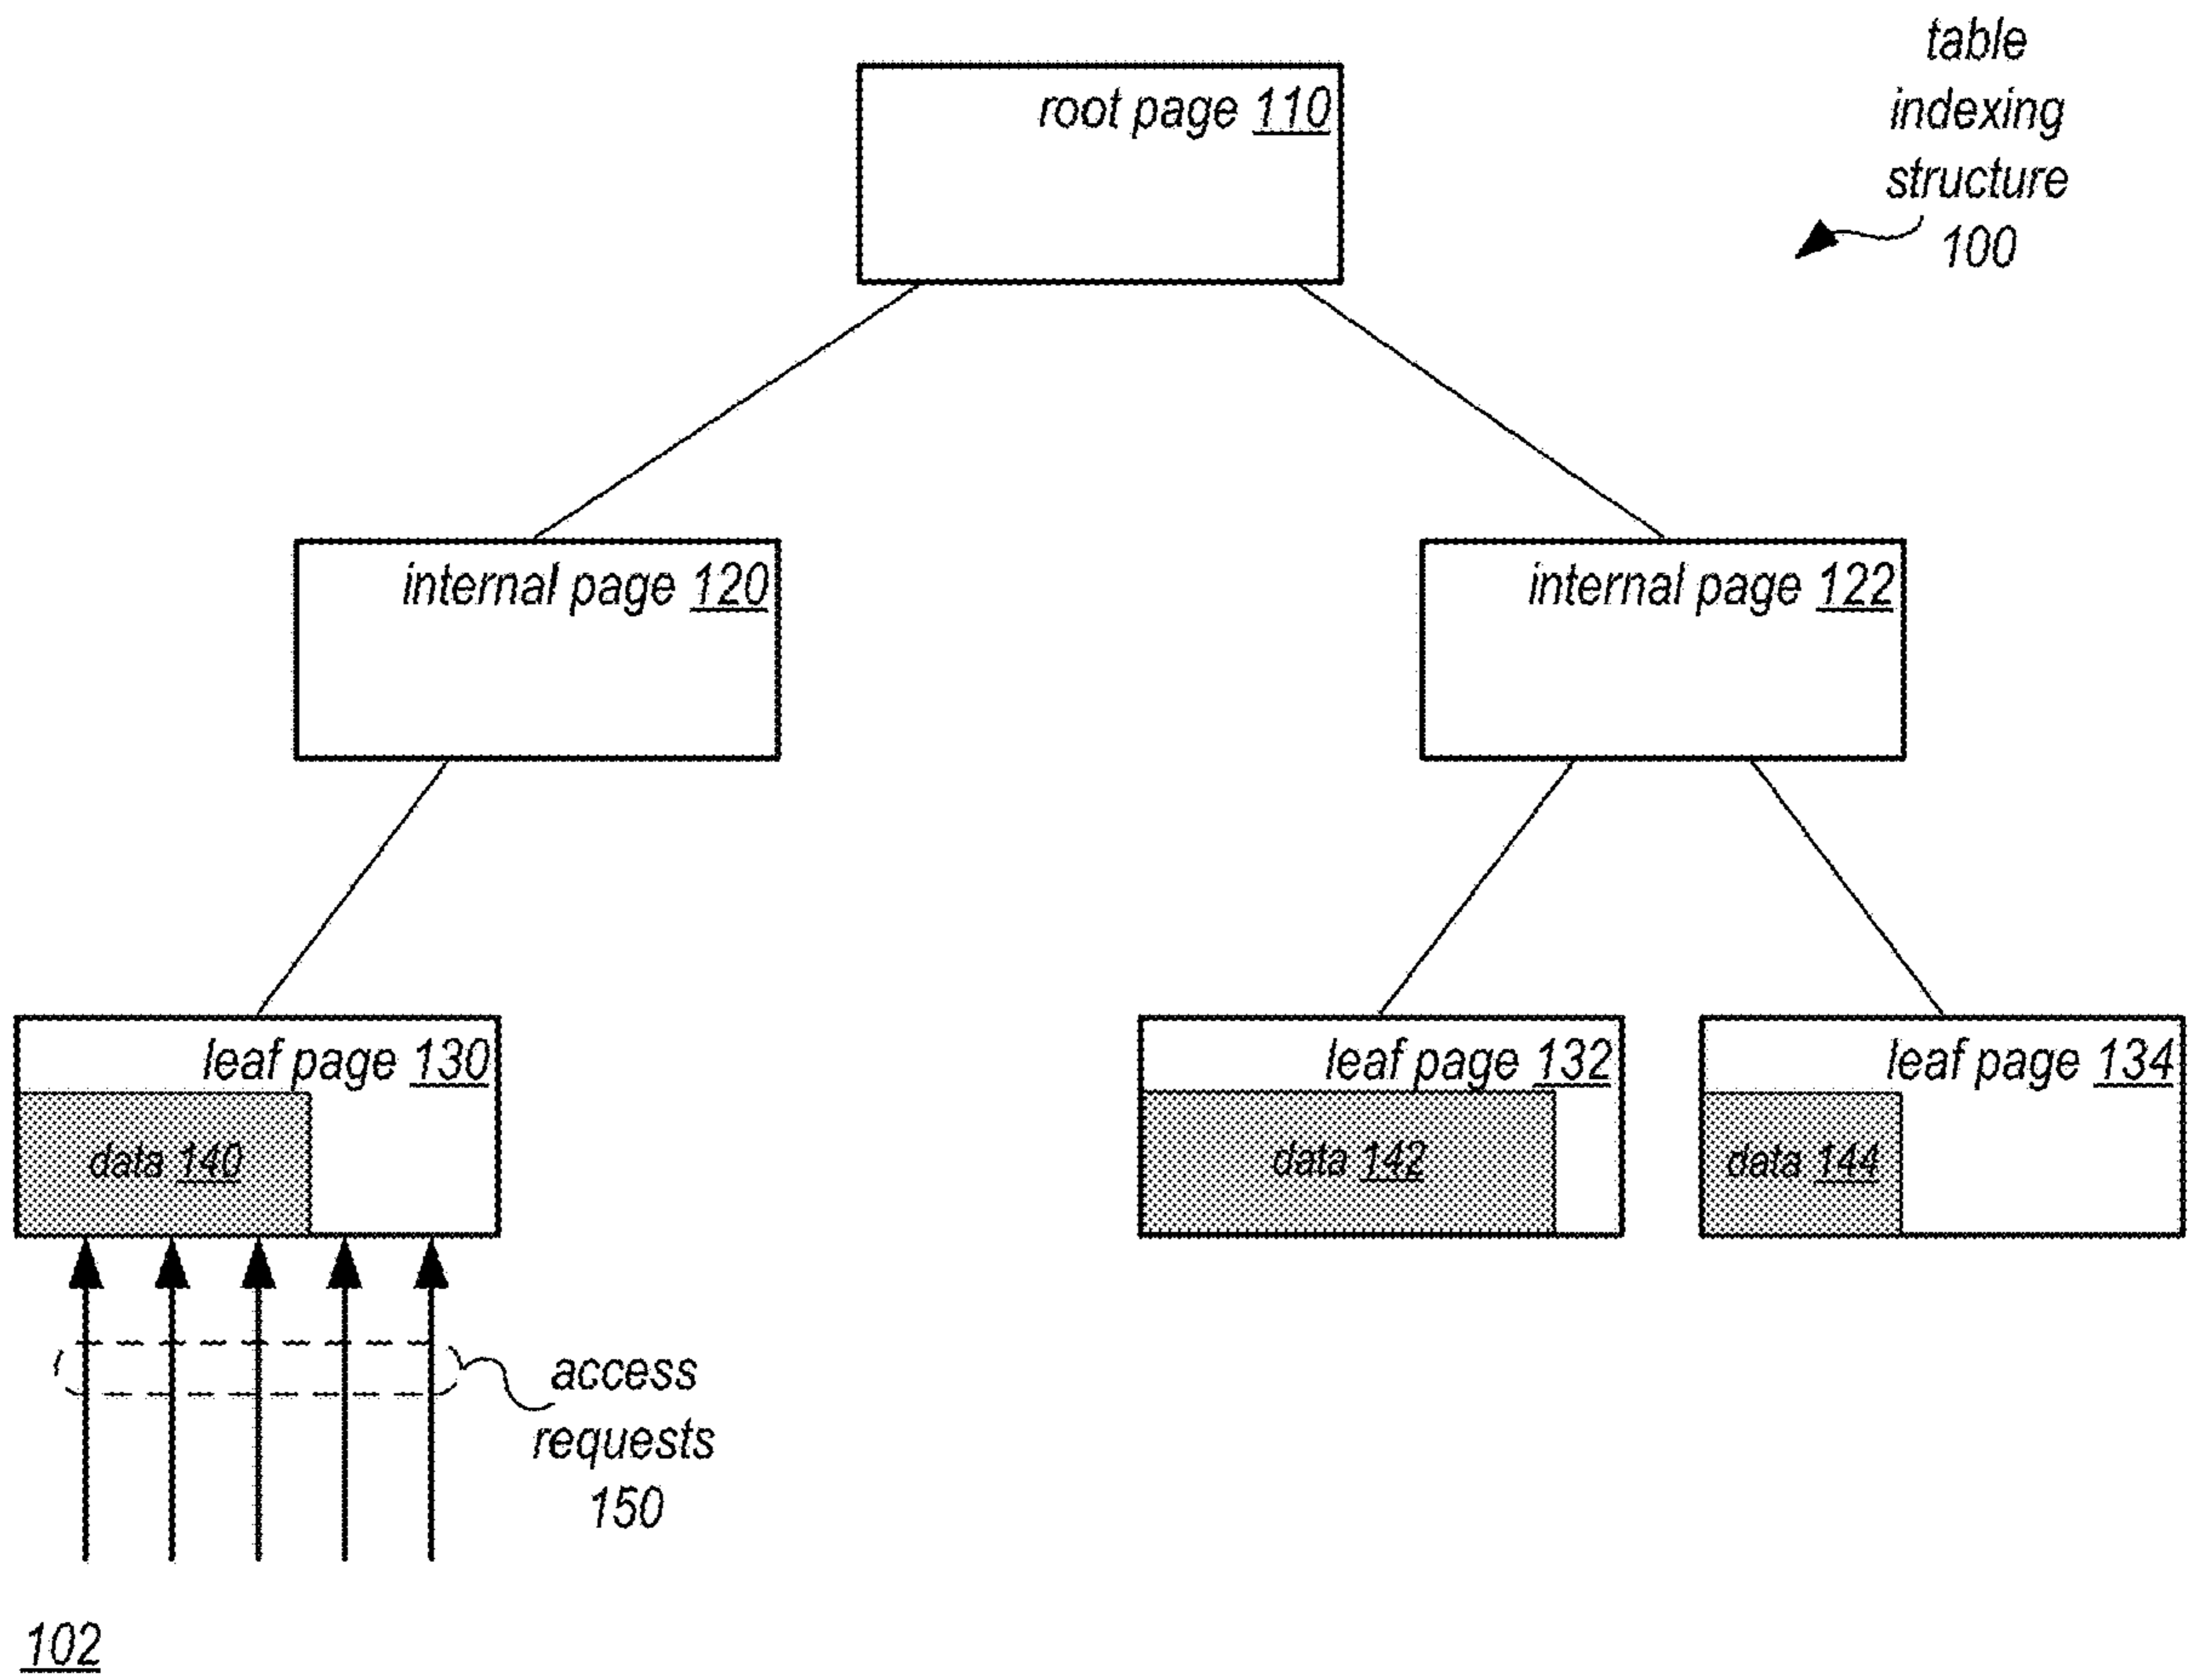 table
indexing
structure
100
root page 110
internal page 120
internal page 122
leaf page 130
leaf page 132
leaf page 134
data 140
data 142
data 144
access
requests
150
102